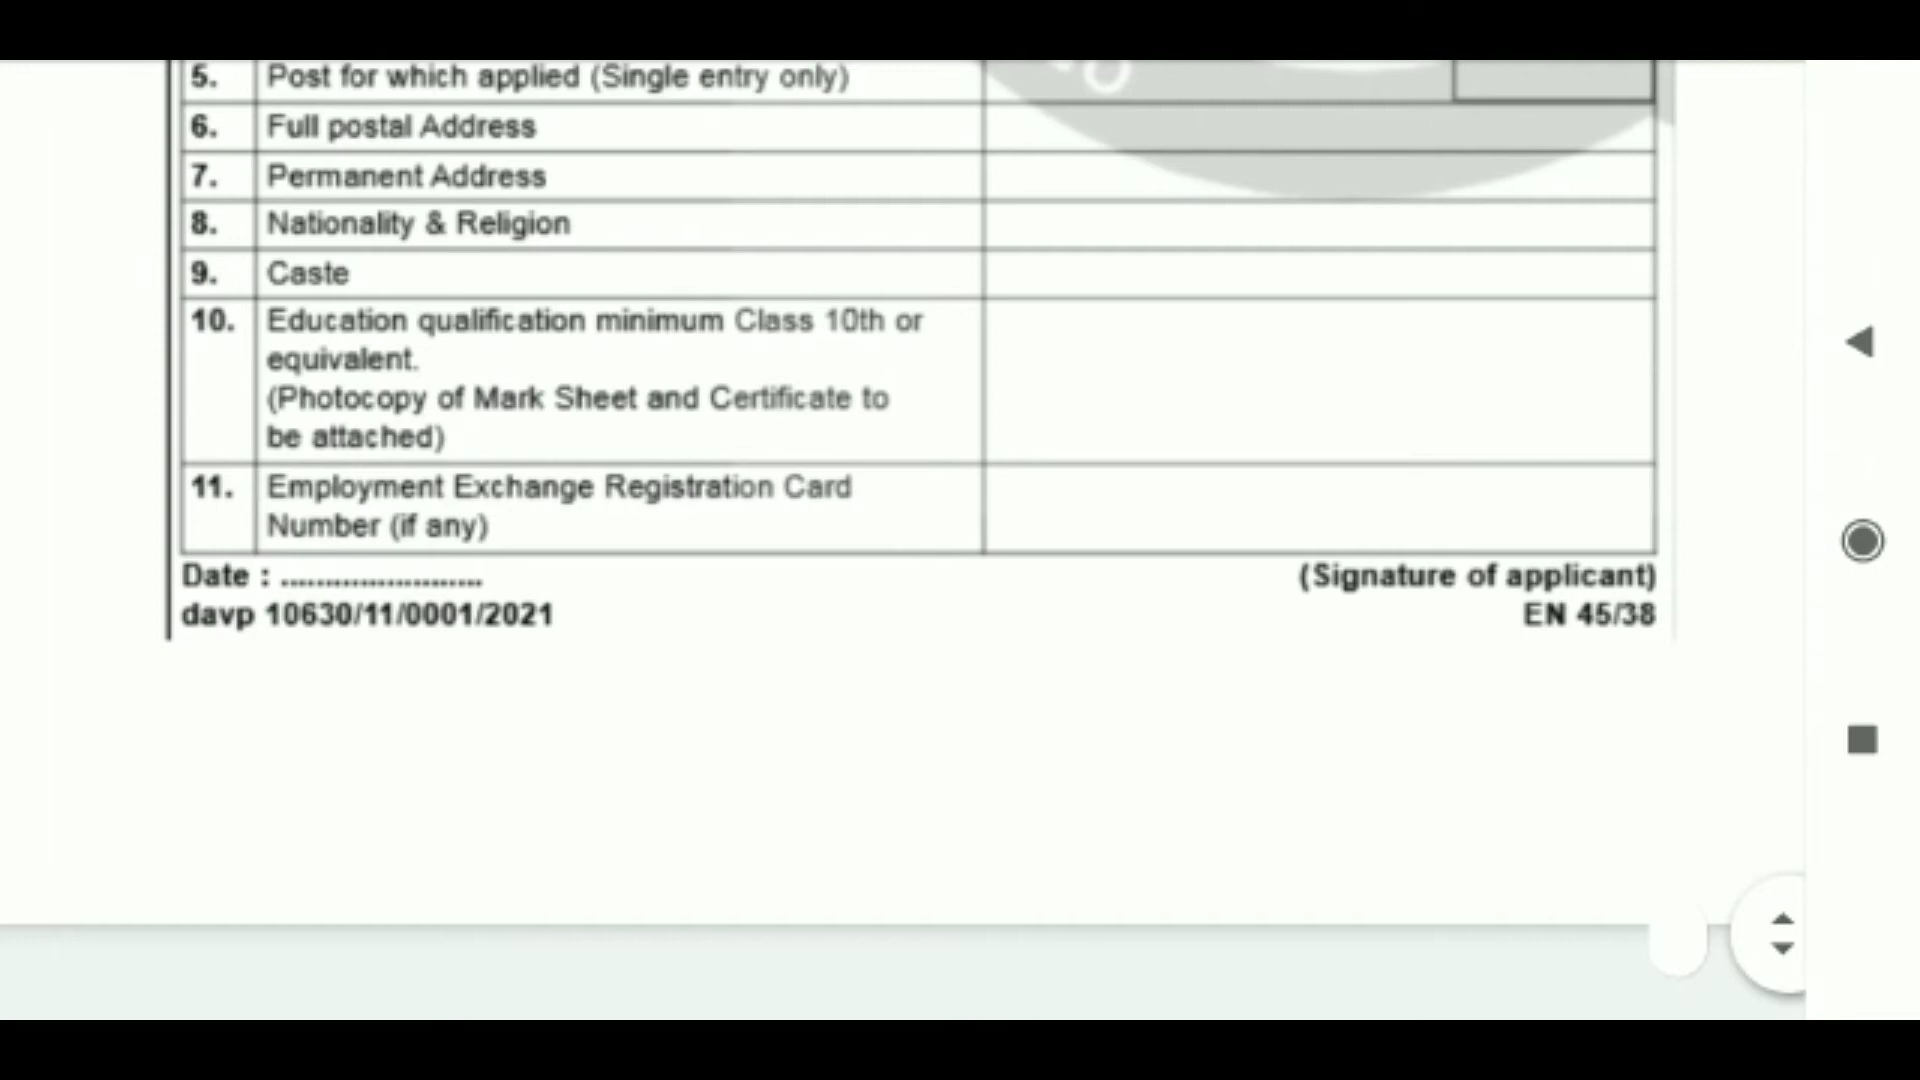 5. Post for which applied (Single entry only)
6. Full postal Address
7. Permanent Address
8. Nationality & Religion
9. Caste
10. Education qualification minimum Class 10th or
equivalent.
(Photocopy of Mark Sheet and Certificate to
be attached)
11. Employment Exchange Registration Card
Number (if any)
Date : ........................ (Signature of applicant)
davp 10630/11/0001/2021 EN 45/38